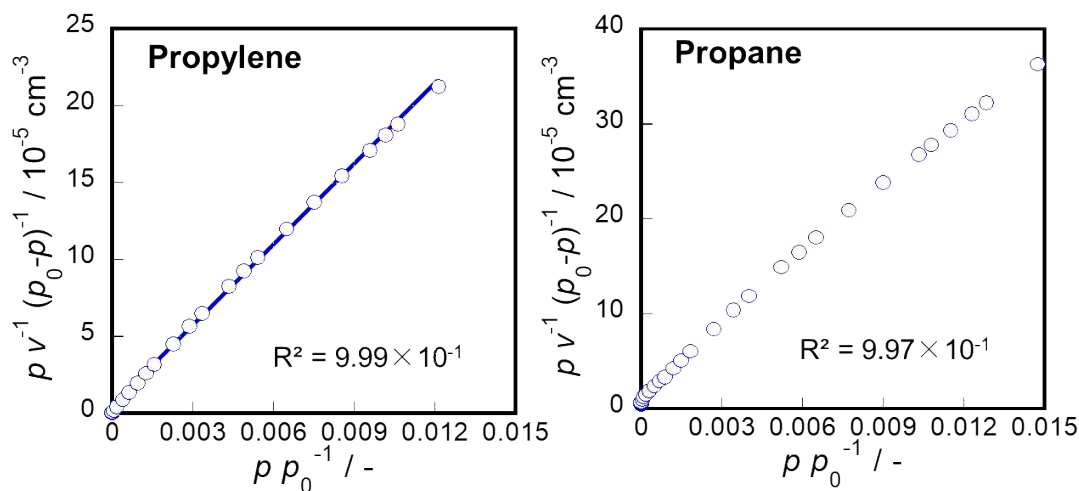 Propylene
25
20
15
10
5
0
p v⁻¹ (p₀-p)⁻¹ / 10⁻⁵ cm⁻³
R² = 9.99×10⁻¹
0 0.003 0.006 0.009 0.012 0.015
p p₀⁻¹ / -
Propane
40
30
20
10
0
p v⁻¹ (p₀-p)⁻¹ / 10⁻⁵ cm⁻³
R² = 9.97×10⁻¹
0 0.003 0.006 0.009 0.012 0.015
p p₀⁻¹ / -